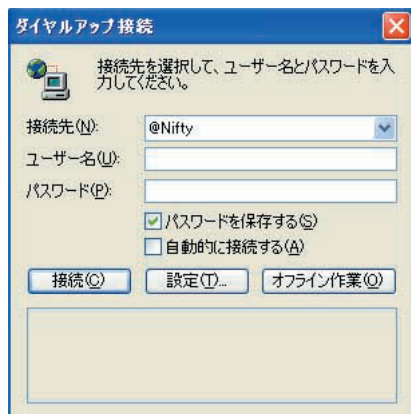 ダイヤルアップ接続
接続先を選択して、ユーザー名とパスワードを入
力してください。
接続先(N):
@Nifty
ユーザー名(U):
パスワード(P):
パスワードを保存する(S)
自動的に接続する(A)
接続(C)
設定(T)...
オフライン作業(O)